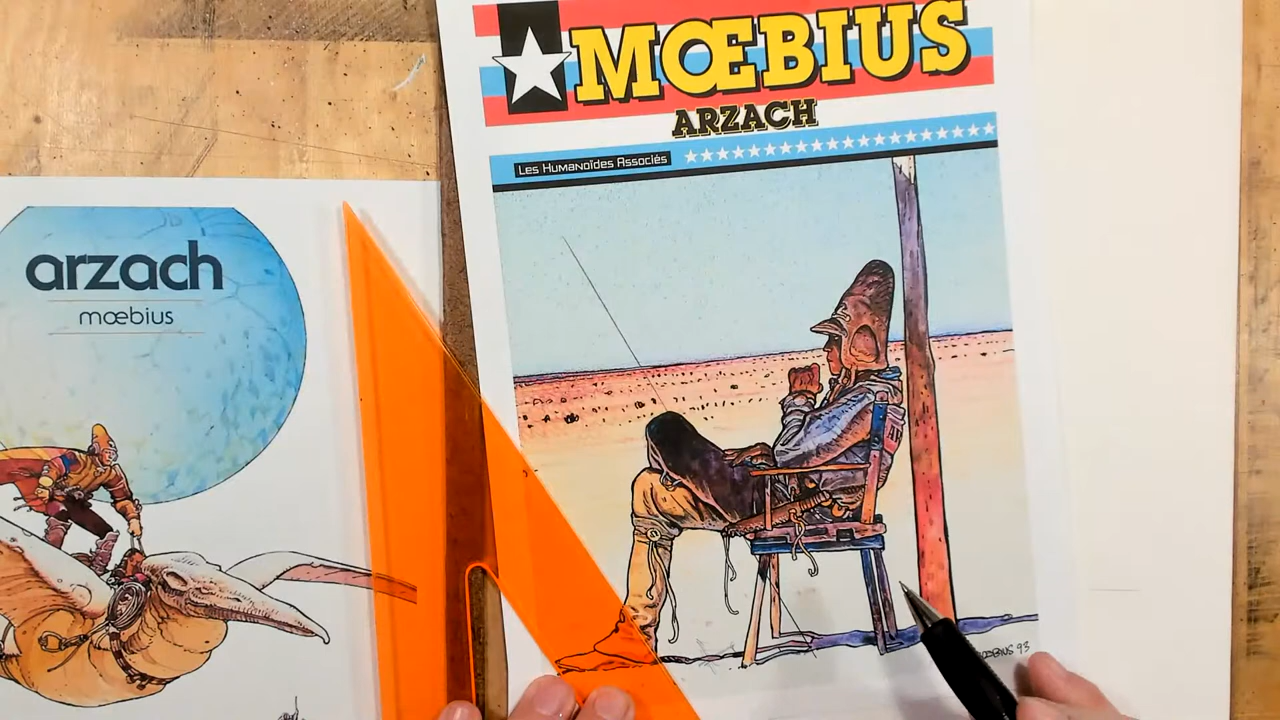 arzach
mœbius
MŒBIUS
ARZACH
Les Humanoïdes Associés